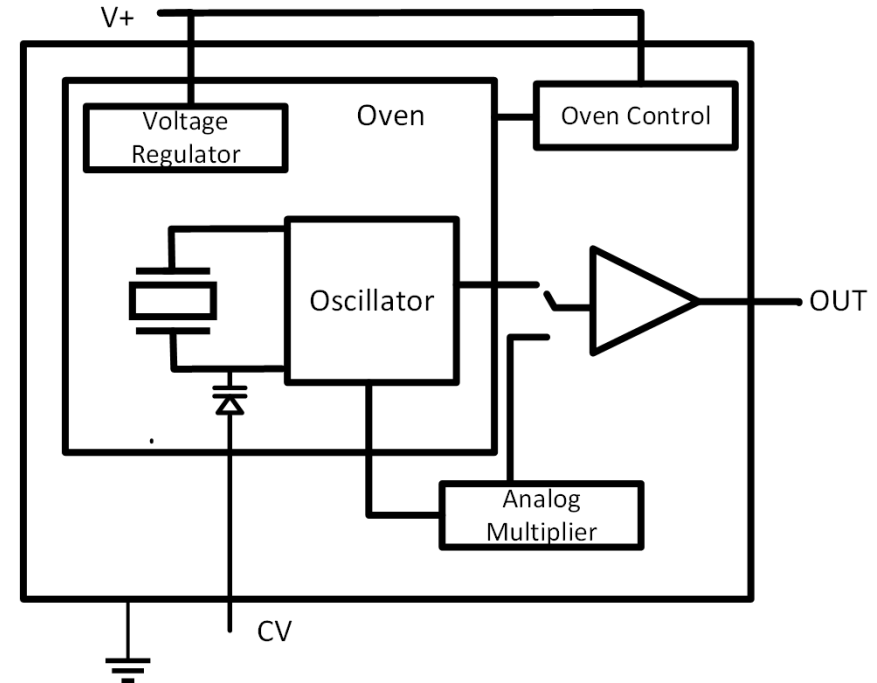 V+
Voltage
Regulator
Oven
Oven Control
Oscillator
OUT
Analog
Multiplier
CV